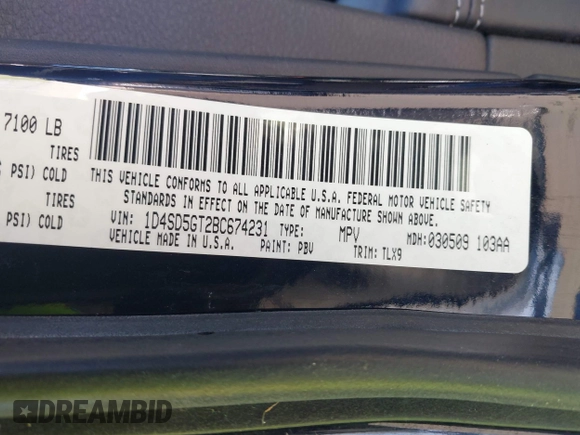 7100 LB
TIRES
PSI) COLD
TIRES
PSI) COLD
THIS VEHICLE CONFORMS TO ALL APPLICABLE U.S.A. FEDERAL MOTOR VEHICLE SAFETY
STANDARDS IN EFFECT ON THE DATE OF MANUFACTURE SHOWN ABOVE.
VIN: 1D4SD5GT2BC674231 TYPE: MPV MDH:030509 103AA
VEHICLE MADE IN U.S.A. PAINT: PBV TRIM: TLX9
DREAMBID